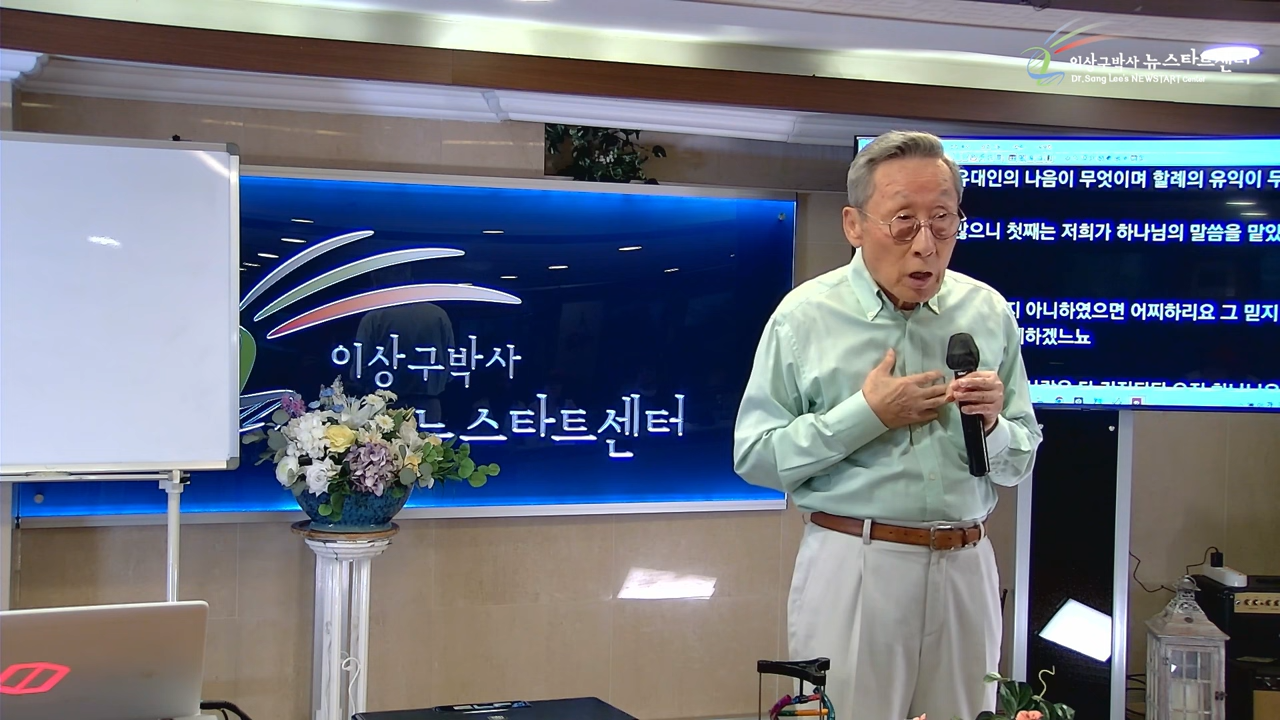 이상구박사 뉴스타트센터
Dr. Sang Lee's NEWSTART Center
유대인의 나음이 무엇이며 할례의 유익이
많으니 첫째는 저희가 하나님의 말씀을 맡았
지 아니하였으면 어찌하리요 그 믿지
하겠느뇨
이상구박사
뉴스타트센터